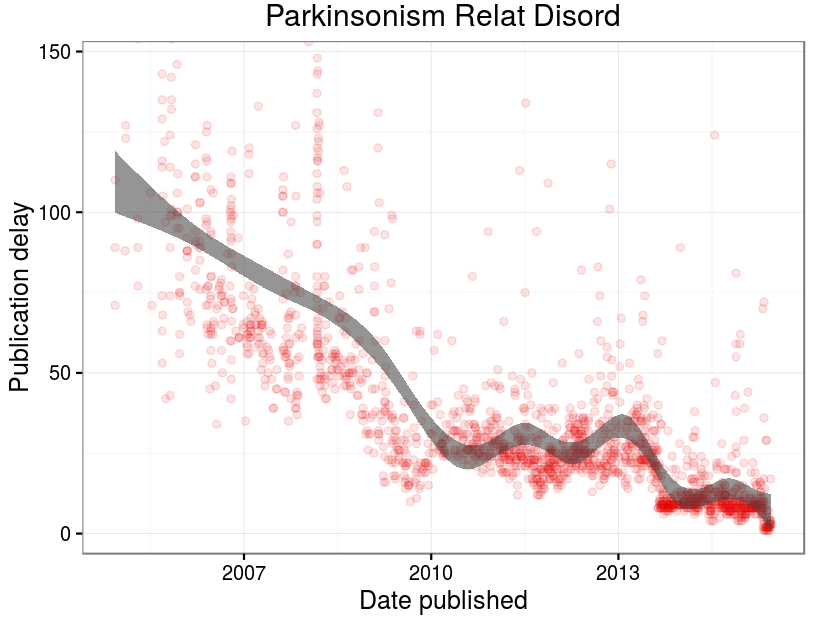 Parkinsonism Relat Disord
150
100
50
0
Publication delay
2007 2010 2013
Date published